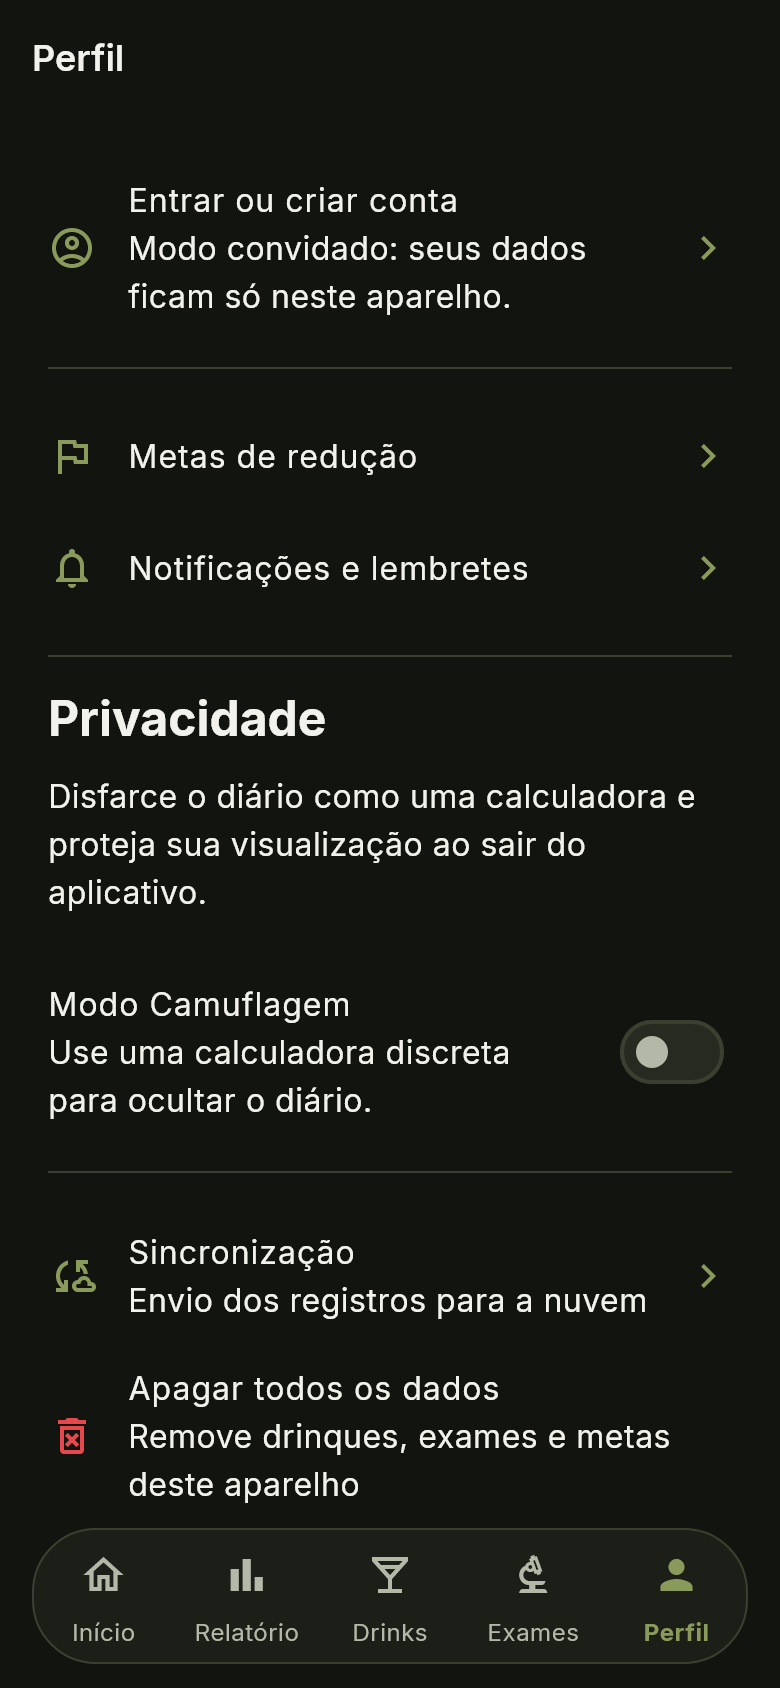 Perfil
Entrar ou criar conta
Modo convidado: seus dados
ficam só neste aparelho.
Metas de redução
Notificações e lembretes
Privacidade
Disfarce o diário como uma calculadora e
proteja sua visualização ao sair do
aplicativo.
Modo Camuflagem
Use uma calculadora discreta
para ocultar o diário.
Sincronização
Envio dos registros para a nuvem
Apagar todos os dados
Remove drinques, exames e metas
deste aparelho
Início
Relatório
Drinks
Exames
Perfil